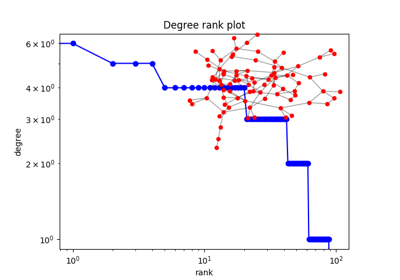 Degree rank plot
6 × 10⁰
4 × 10⁰
3 × 10⁰
2 × 10⁰
10⁰
degree
10⁰ 10¹ 10²
rank